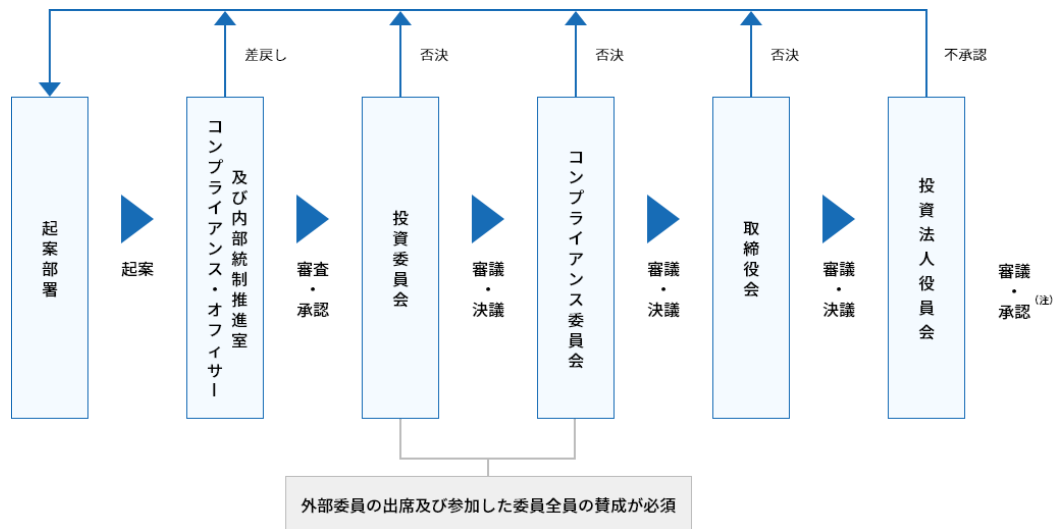 差戻し
否決
否決
否決
不承認
起案部署
起案
コンプライアンス・オフィサー
及び内部統制推進室
審査・承認
投資委員会
審議・決議
コンプライアンス委員会
審議・決議
取締役会
審議・決議
投資法人役員会
審議・承認(注)
外部委員の出席及び参加した委員全員の賛成が必須